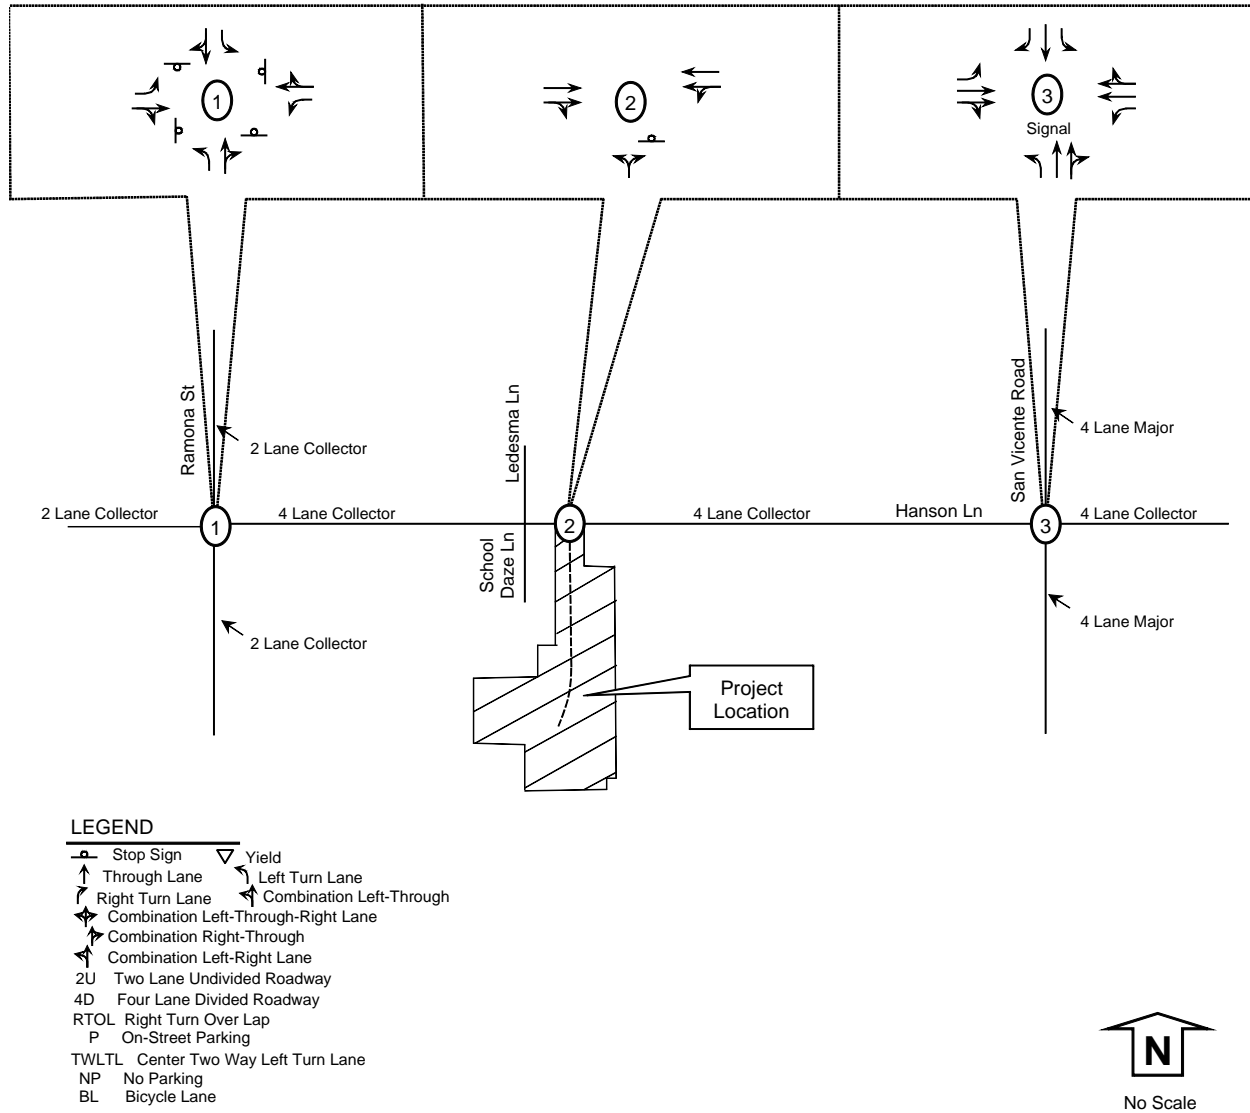 1
2
3
Signal
Ramona St
Ledesma Ln
San Vicente Road
2 Lane Collector
4 Lane Major
2 Lane Collector
1
4 Lane Collector
2
4 Lane Collector
Hanson Ln
3
4 Lane Collector
School
Daze Ln
2 Lane Collector
4 Lane Major
Project
Location
LEGEND
Stop Sign
Yield
Through Lane
Left Turn Lane
Right Turn Lane
Combination Left-Through
Combination Left-Through-Right Lane
Combination Right-Through
Combination Left-Right Lane
2U Two Lane Undivided Roadway
4D Four Lane Divided Roadway
RTOL Right Turn Over Lap
P On-Street Parking
TWLTL Center Two Way Left Turn Lane
NP No Parking
BL Bicycle Lane
N
No Scale